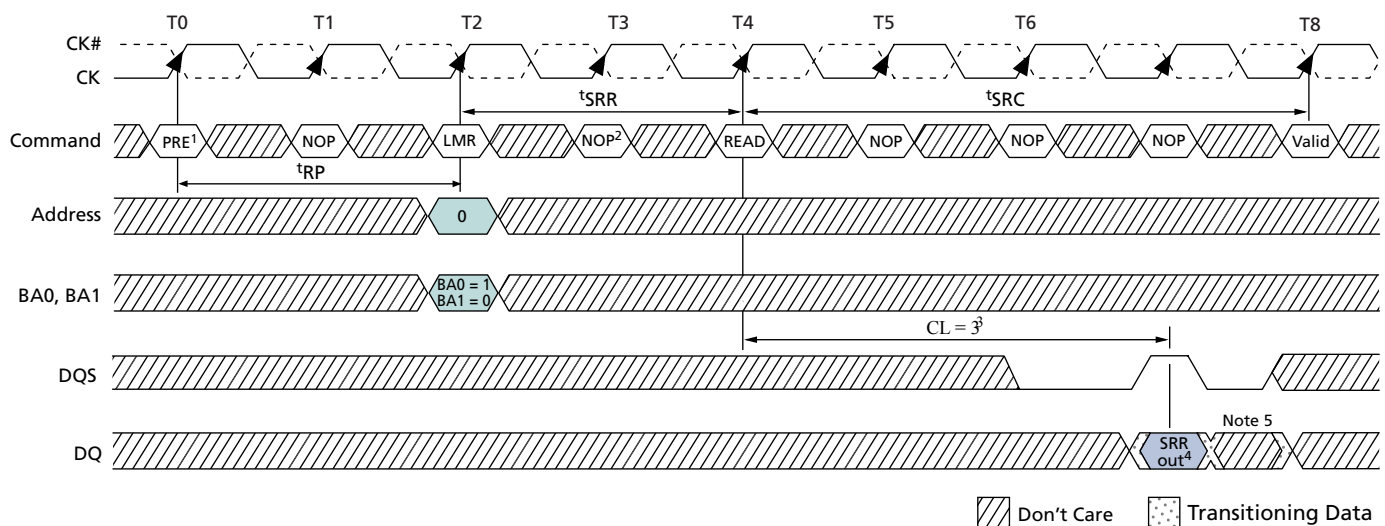 T0 T1 T2 T3 T4 T5 T6 T8
CK#
CK
tSRR tSRC
Command PRE1 NOP LMR NOP2 READ NOP NOP NOP Valid
tRP
Address 0
BA0, BA1 BA0 = 1
BA1 = 0
CL = 33
DQS
Note 5
DQ SRR
out4
Don't Care Transitioning Data